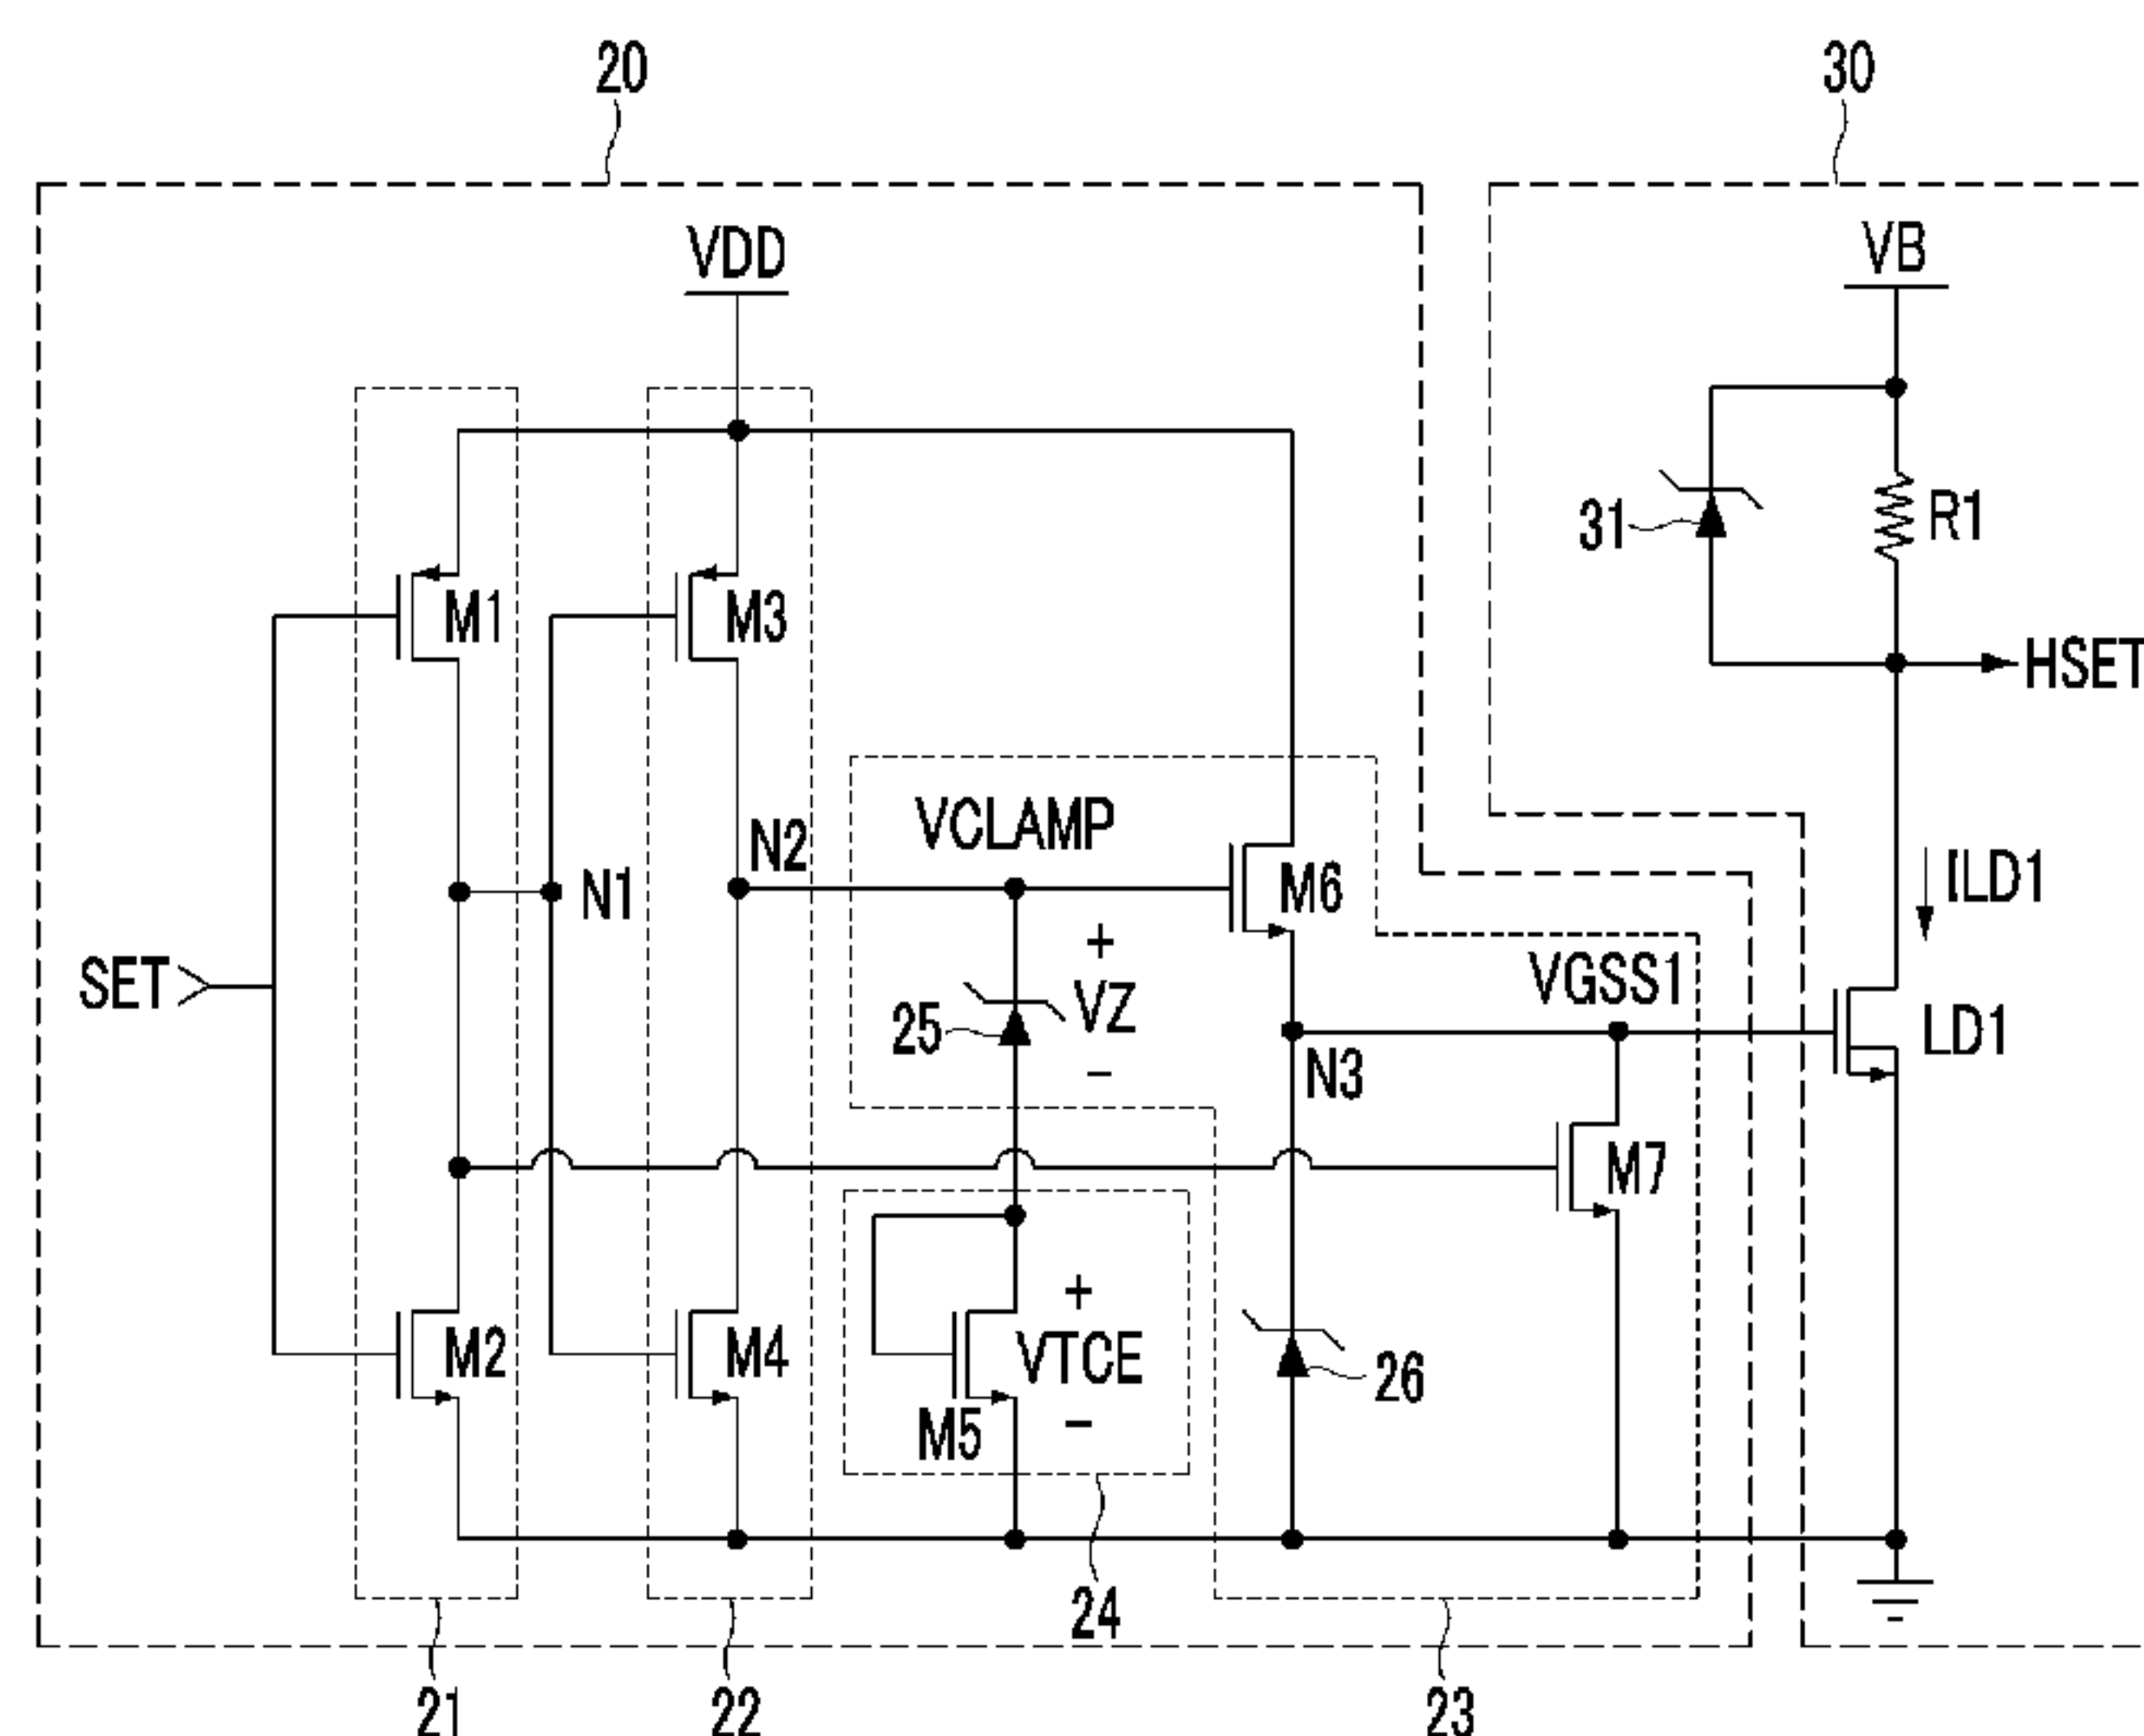 20
30
VDD
VB
M1
M3
31
R1
HSET
VCLAMP
N2
N1
M6
ILD1
SET
+
VZ
−
25
VGSS1
N3
LD1
M7
M2
M4
+
VTCE
−
M5
26
24
21
22
23